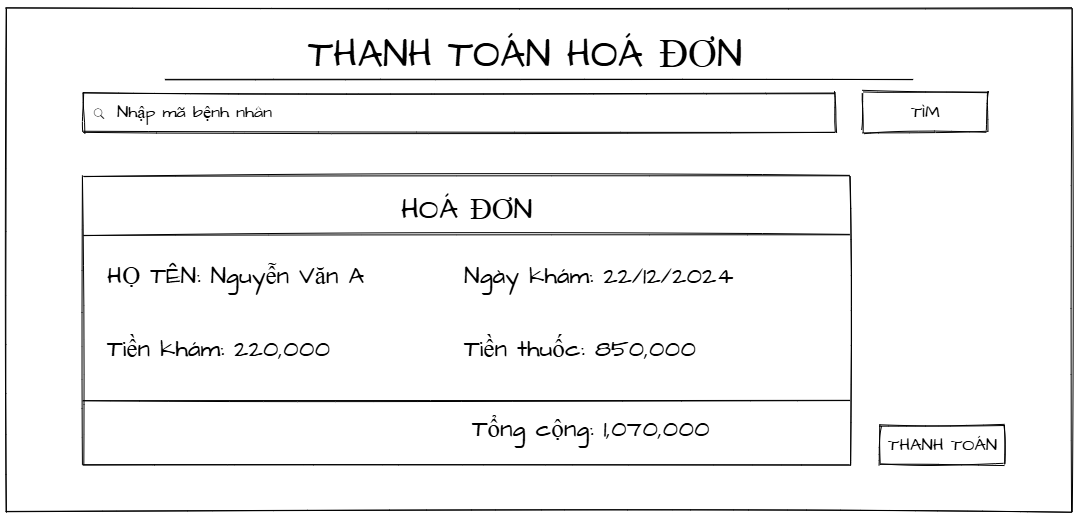 THANH TOÁN HOÁ ĐƠN
Nhập mã bệnh nhân
TÌM
HOÁ ĐƠN
HỌ TÊN: Nguyễn Văn A
Ngày khám: 22/12/2024
Tiền khám: 220,000
Tiền thuốc: 850,000
Tổng cộng: 1,070,000
THANH TOÁN